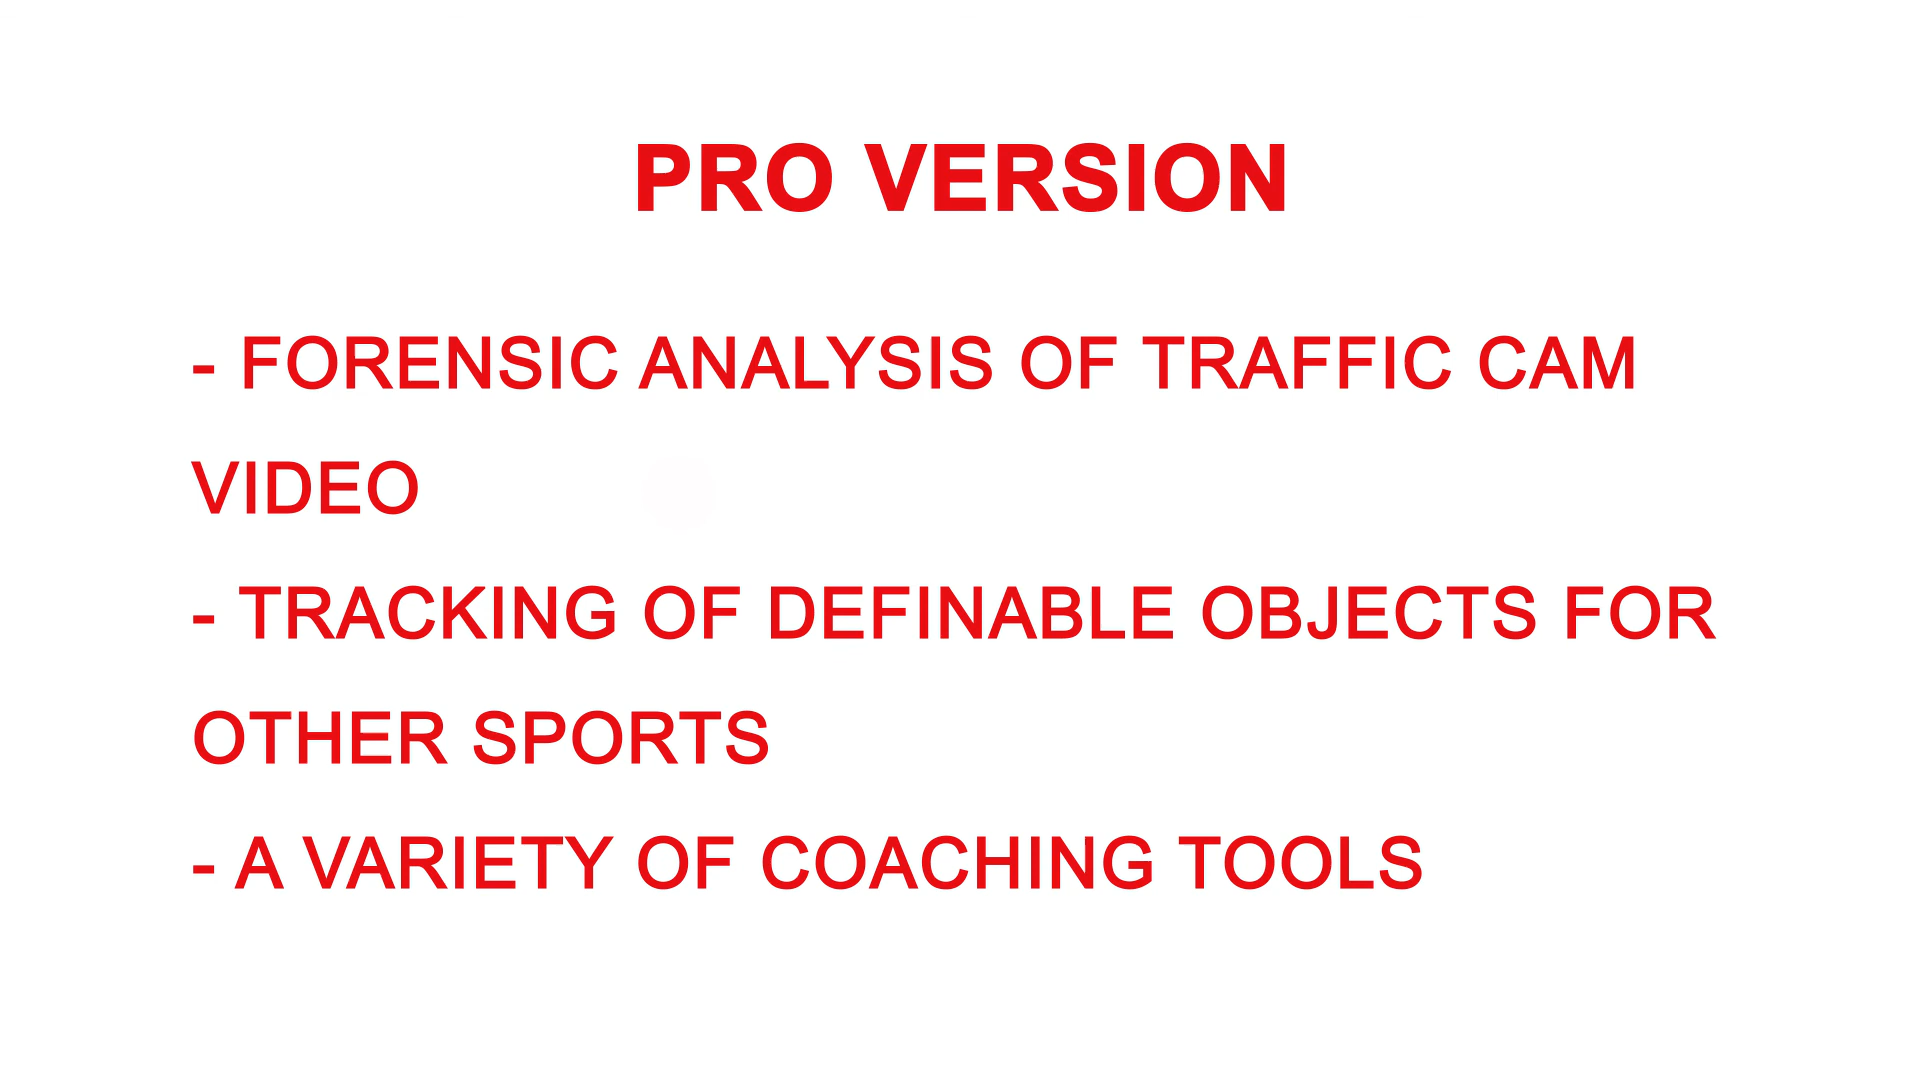 PRO VERSION
- FORENSIC ANALYSIS OF TRAFFIC CAM
VIDEO
- TRACKING OF DEFINABLE OBJECTS FOR
OTHER SPORTS
- A VARIETY OF COACHING TOOLS